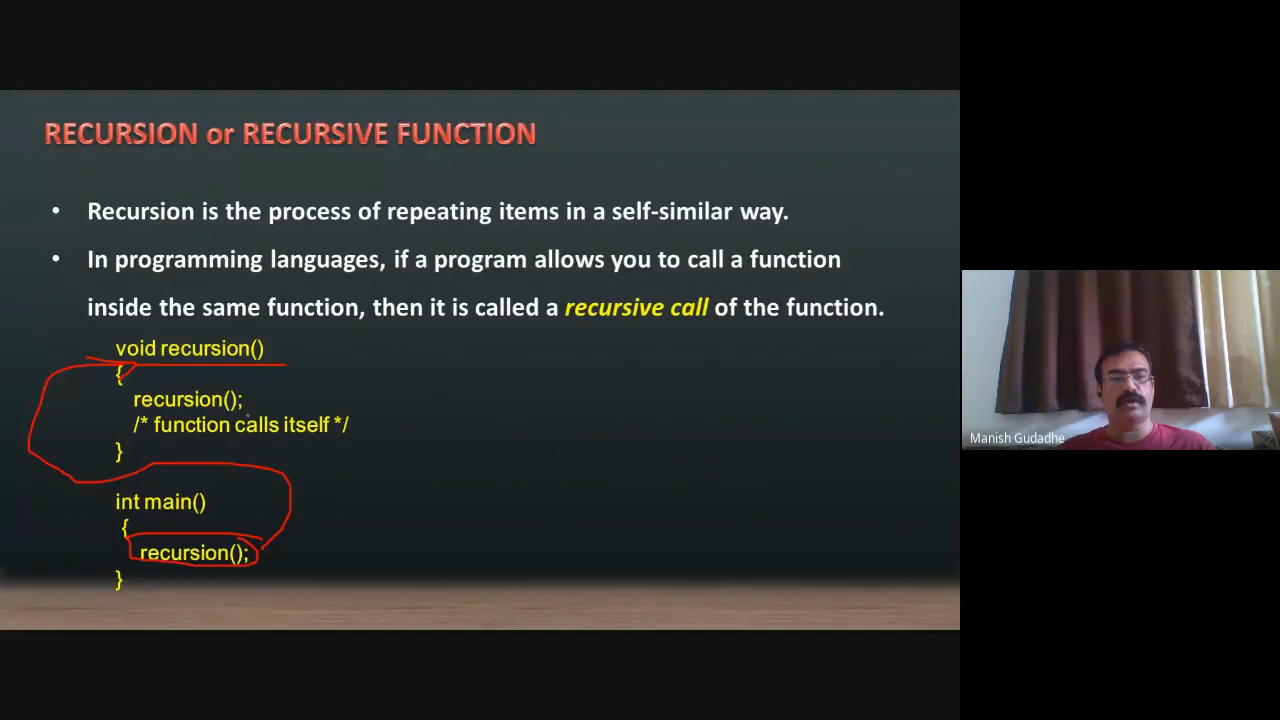 RECURSION or RECURSIVE FUNCTION
• Recursion is the process of repeating items in a self-similar way.
• In programming languages, if a program allows you to call a function
inside the same function, then it is called a recursive call of the function.
void recursion()
{
recursion();
/* function calls itself */
}
int main()
{
recursion();
}
Manish Gudadhe